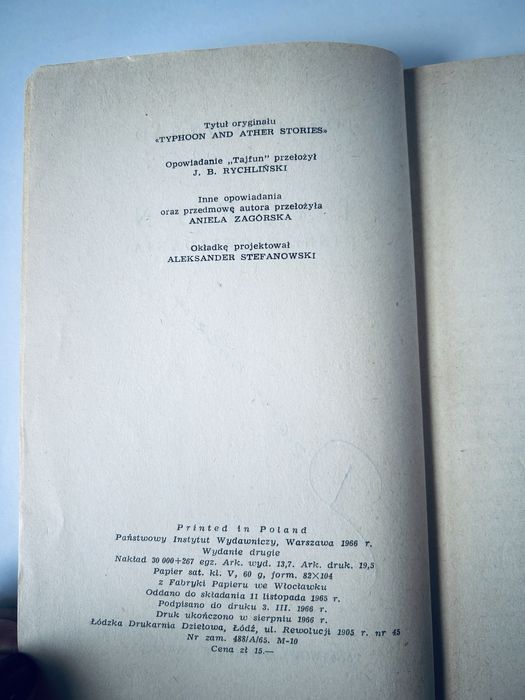 Tytuł oryginału
«TYPHOON AND ATHER STORIES»
Opowiadanie „Tajfun" przełożył
J. B. RYCHLIŃSKI
Inne opowiadania
oraz przedmowę autora przełożyła
ANIELA ZAGÓRSKA
Okładkę projektował
ALEKSANDER STEFANOWSKI
Printed in Poland
Państwowy Instytut Wydawniczy, Warszawa 1966 r.
Wydanie drugie
Nakład 30 000+267 egz. Ark. wyd. 13,7. Ark. druk. 19,5
Papier sat. kl. V, 60 g, form. 82×104
z Fabryki Papieru we Włocławku
Oddano do składania 11 listopada 1965 r.
Podpisano do druku 3. III. 1966 r.
Druk ukończono w sierpniu 1966 r.
Łódzka Drukarnia Dziełowa, Łódź, ul. Rewolucji 1905 r. nr 45
Nr zam. 488/A/65. M-10
Cena zł 15.—